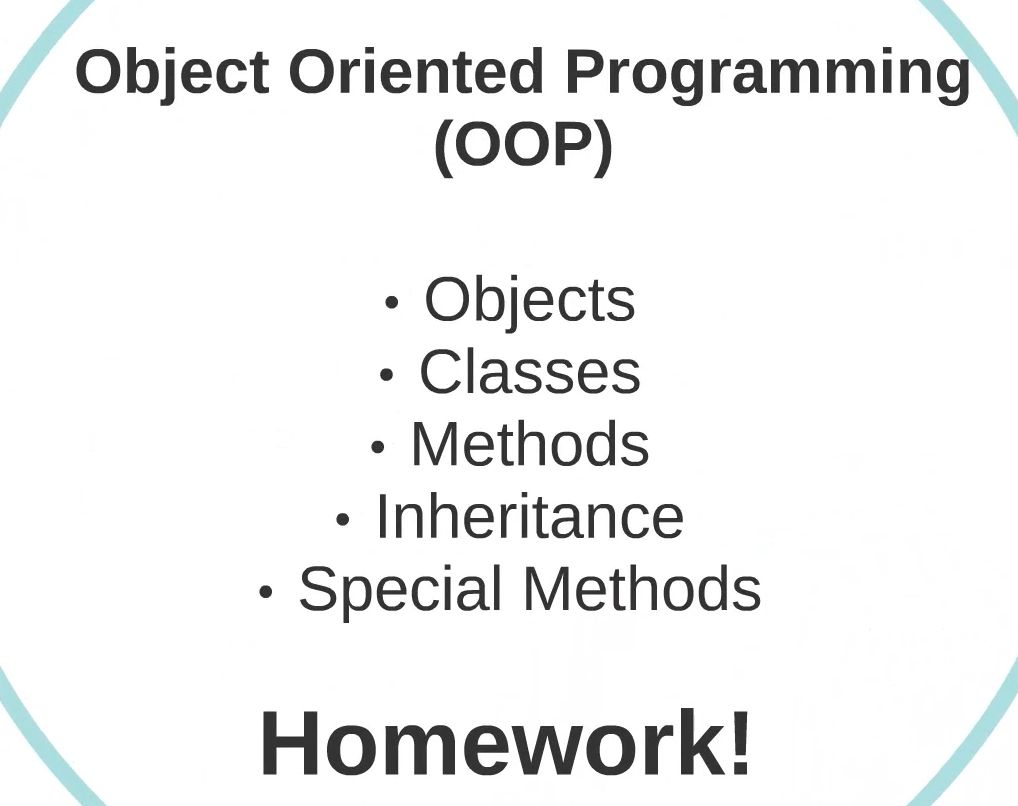 Object Oriented Programming
(OOP)
• Objects
• Classes
• Methods
• Inheritance
• Special Methods
Homework!